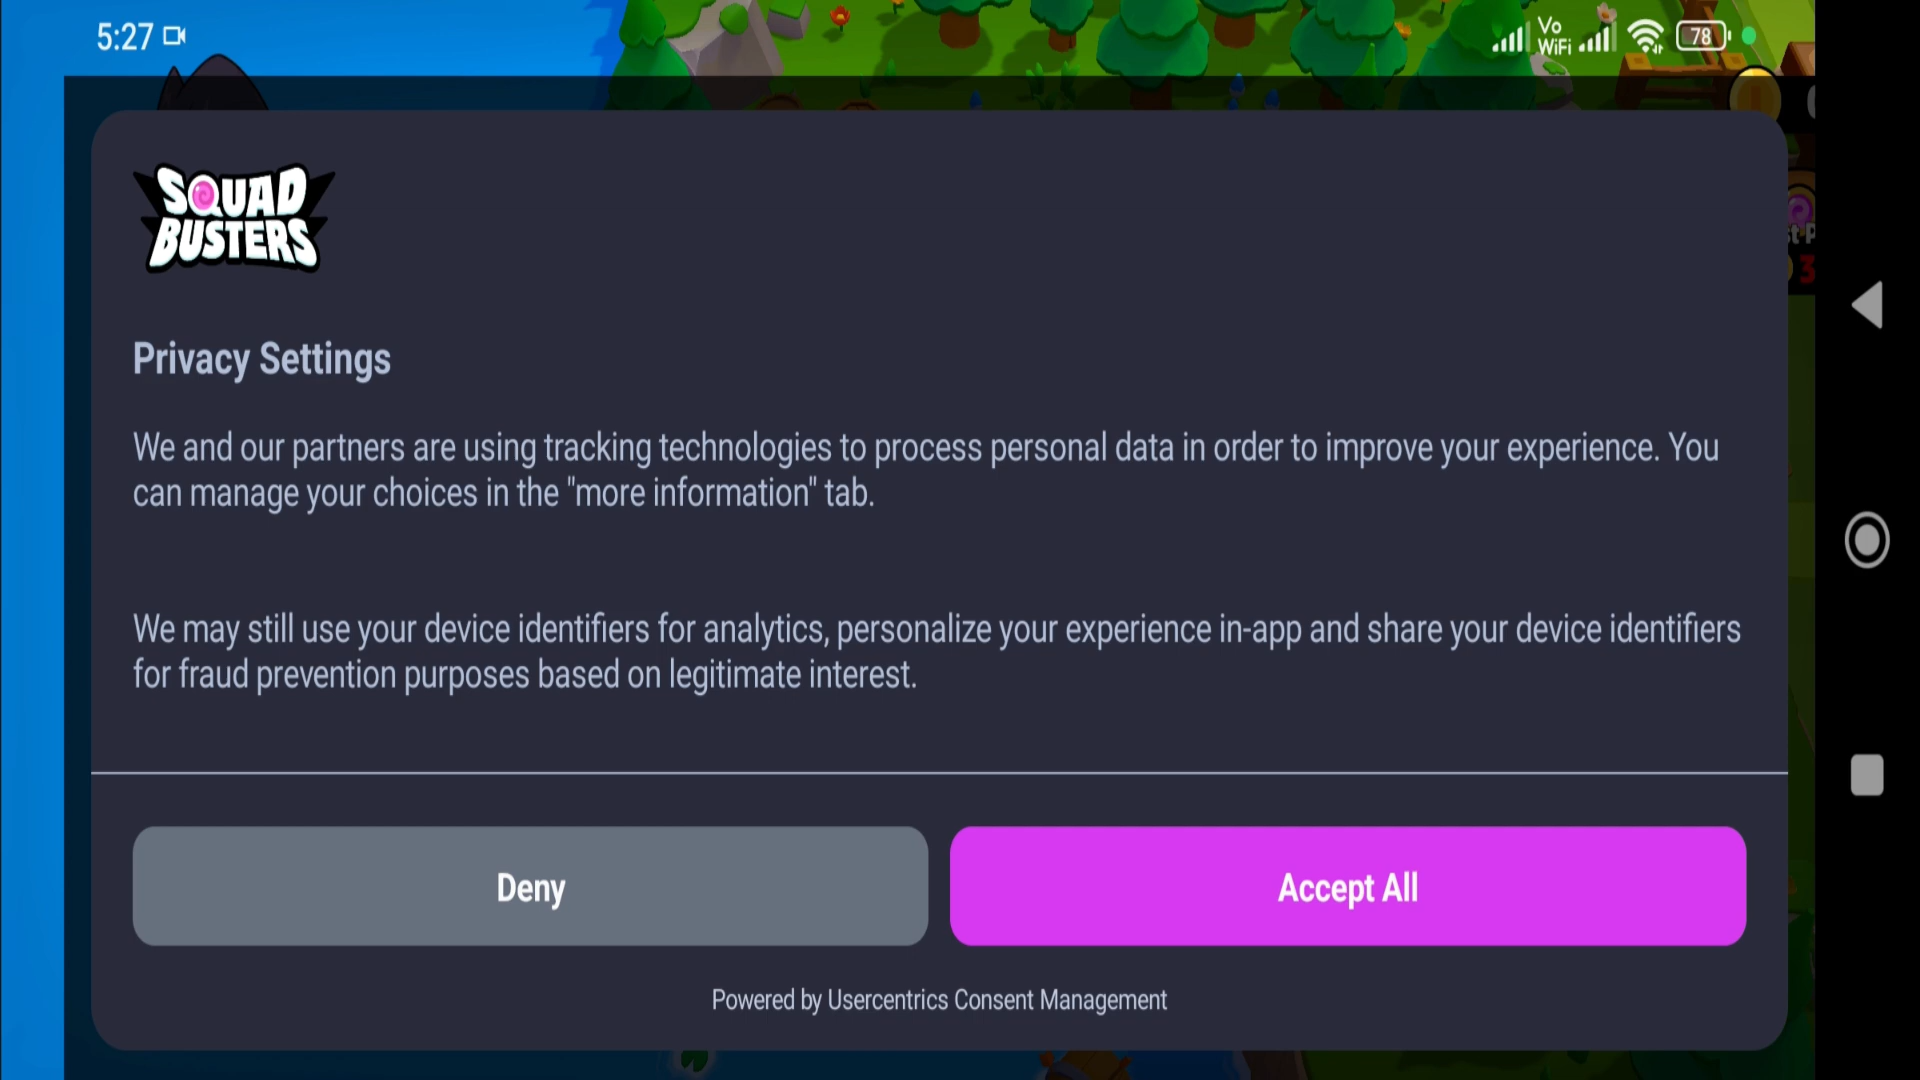 5:27
Vo
WiFi
78
SQUAD
BUSTERS
Privacy Settings
We and our partners are using tracking technologies to process personal data in order to improve your experience. You
can manage your choices in the "more information" tab.
We may still use your device identifiers for analytics, personalize your experience in-app and share your device identifiers
for fraud prevention purposes based on legitimate interest.
Deny
Accept All
Powered by Usercentrics Consent Management